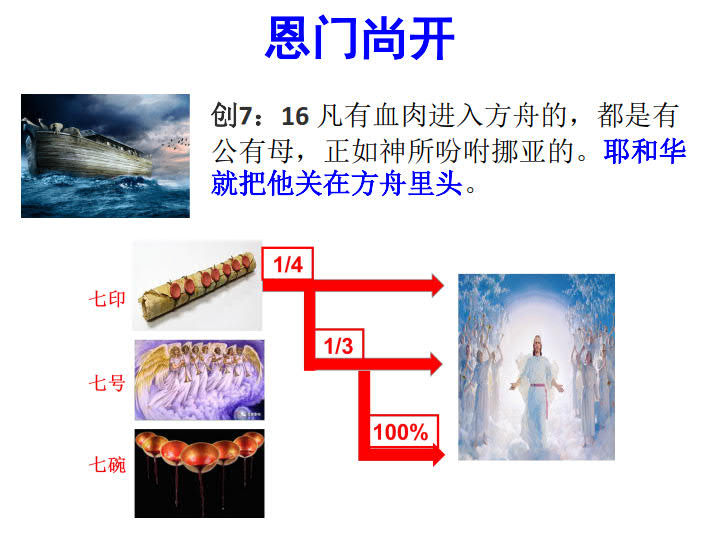 恩门尚开
创7：16 凡有血肉进入方舟的，都是有
公有母，正如神所吩咐挪亚的。耶和华
就把他关在方舟里头。
七印
1/4
1/3
七号
100%
七碗